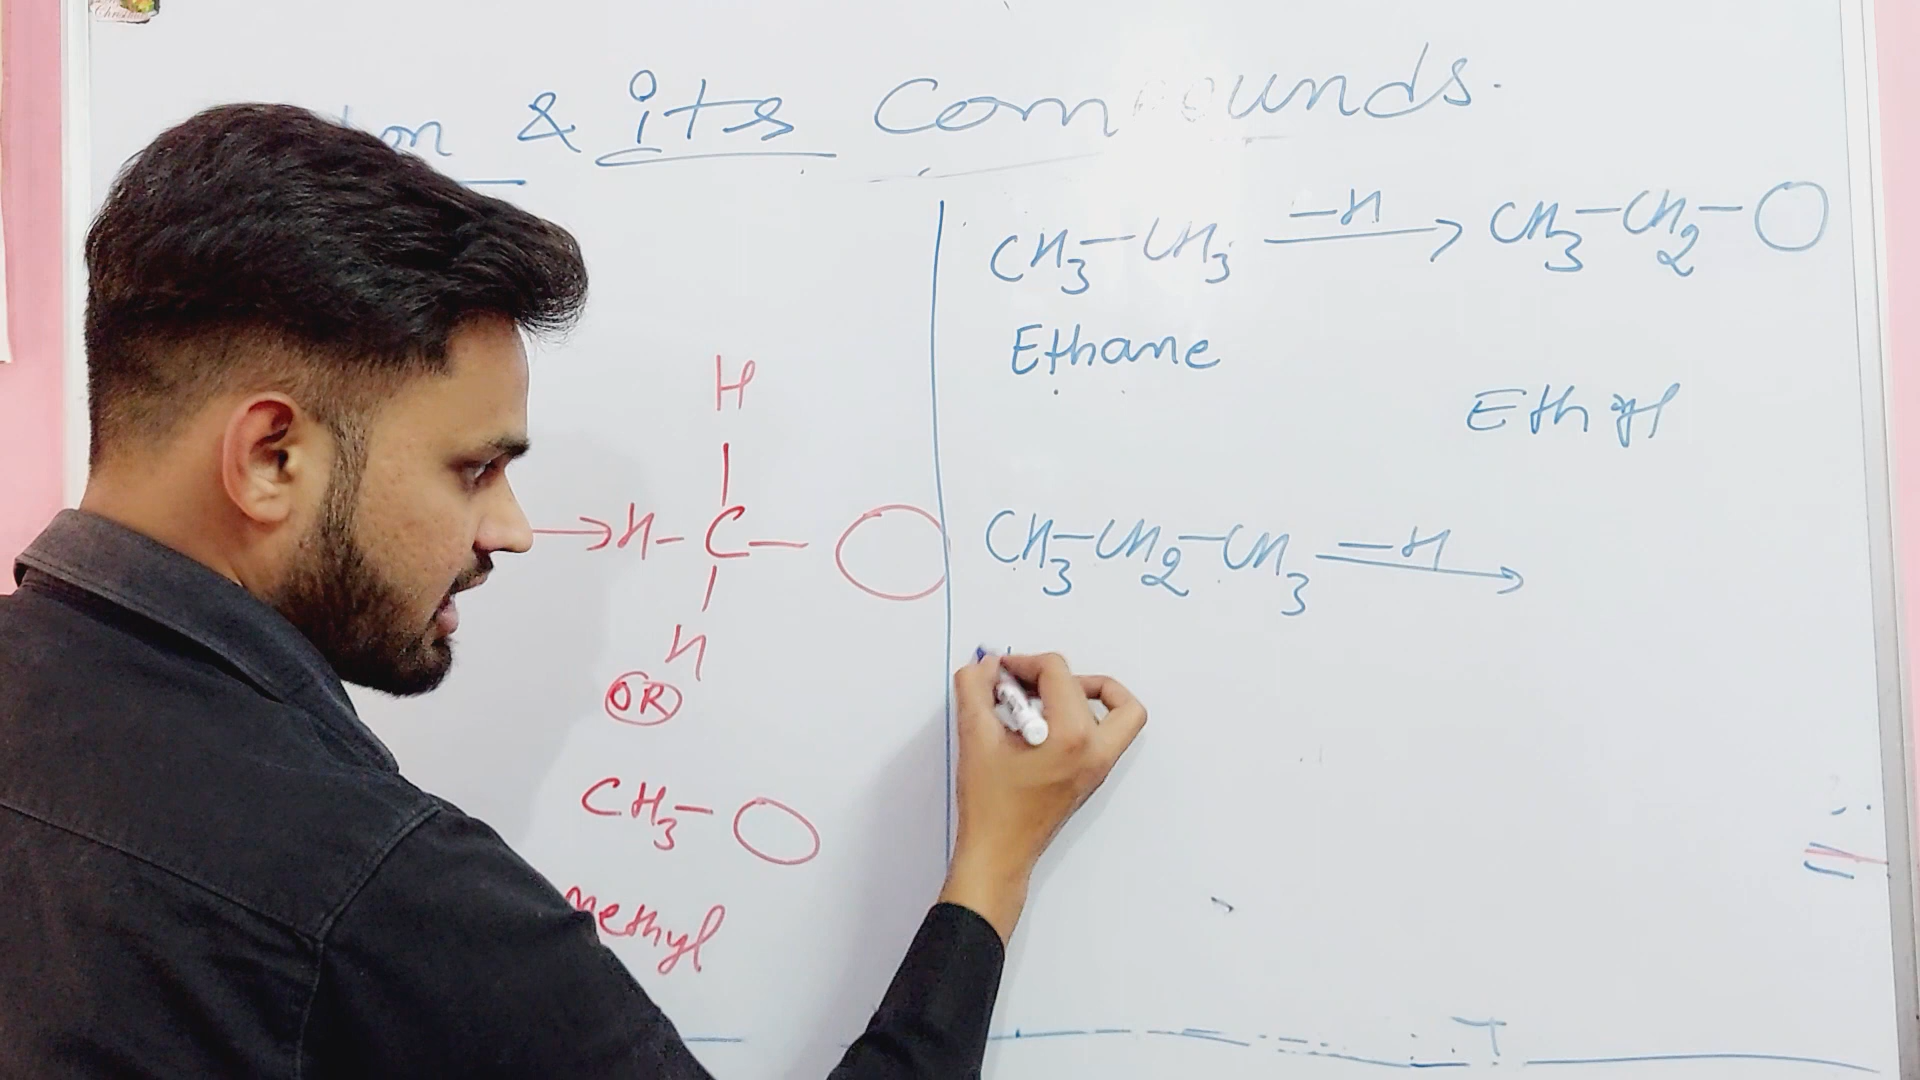 & its Compounds.
CH3-CH3 -H → CH3-CH2-
Ethane
Ethyl
H
→ H-C-
H
OR
CH3-
Methyl
CH3-CH2-CH3 -H →